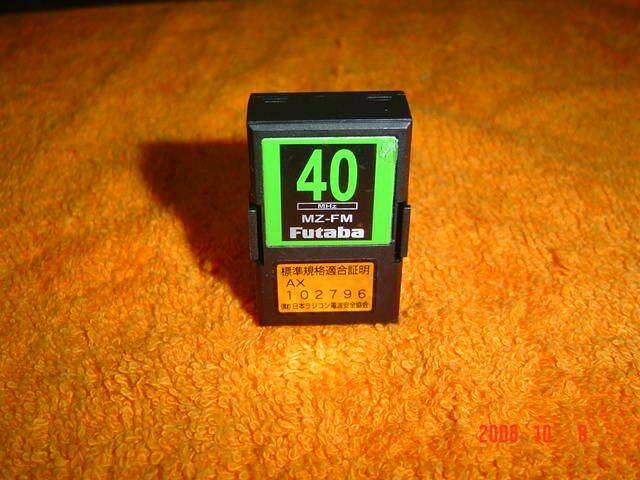 40
MHz
MZ-FM
Futaba
標準規格適合証明
AX
102796
(財)日本ラジコン電波安全協会
2006 10 8